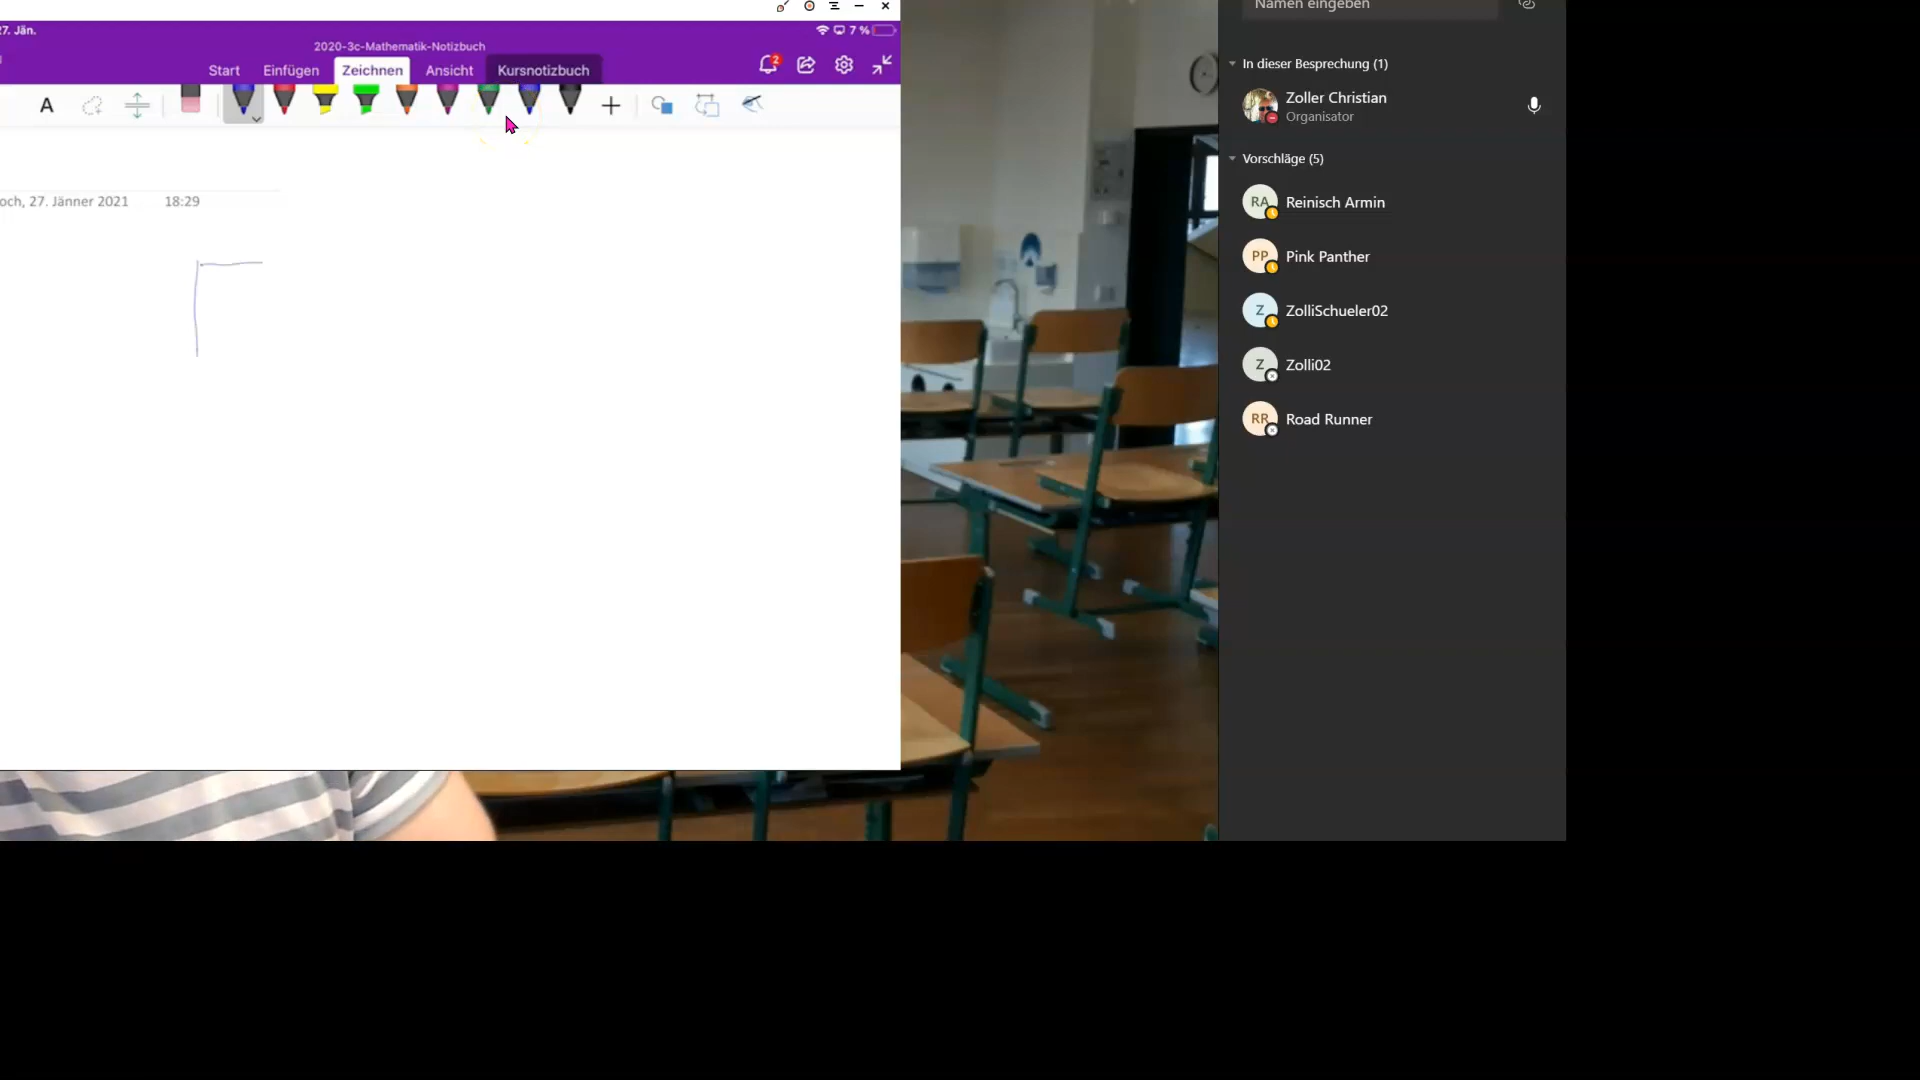 27. Jän.
7 %
2020-3c-Mathematik-Notizbuch
Start Einfügen Zeichnen Ansicht Kursnotizbuch
2
A
och, 27. Jänner 2021 18:29
Namen eingeben
In dieser Besprechung (1)
Zoller Christian
Organisator
Vorschläge (5)
RA Reinisch Armin
PP Pink Panther
Z ZolliSchueler02
Z Zolli02
RR Road Runner